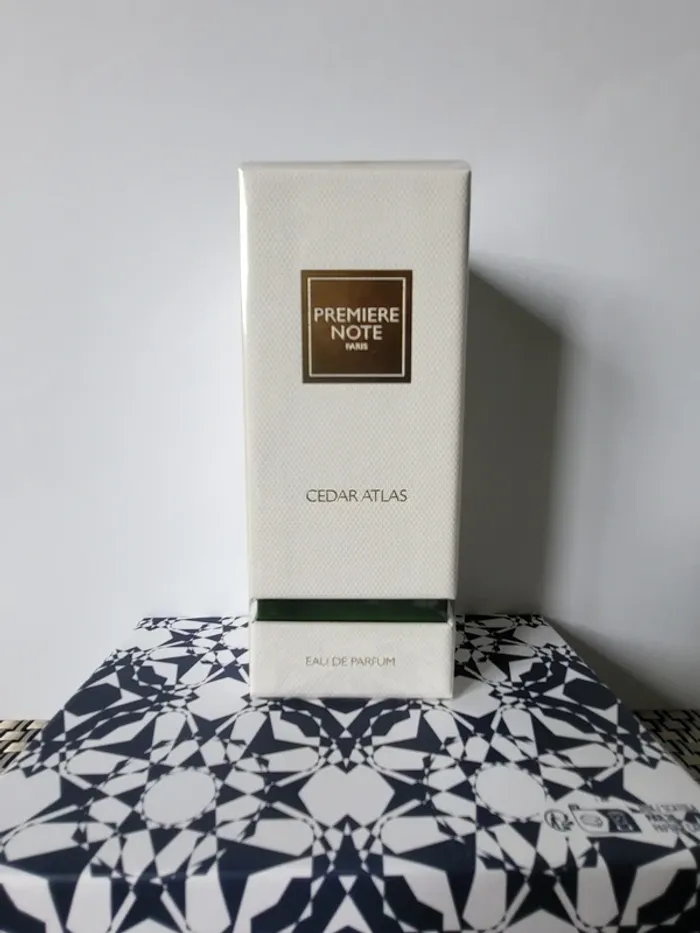 PREMIERE
NOTE
PARIS
CEDAR ATLAS
EAU DE PARFUM